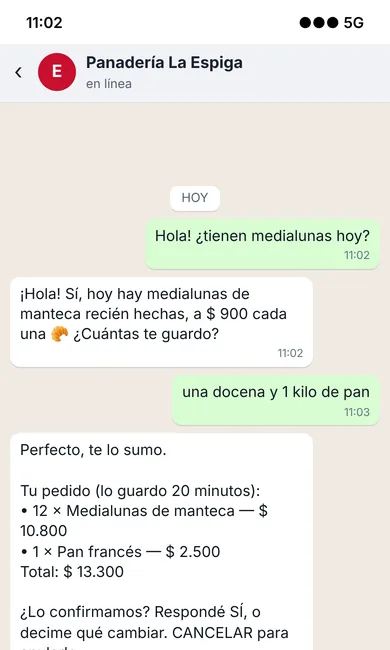 11:02
5G
E
Panadería La Espiga
en línea
HOY
Hola! ¿tienen medialunas hoy?
11:02
¡Hola! Sí, hoy hay medialunas de
manteca recién hechas, a $ 900 cada
una 🥐 ¿Cuántas te guardo?
11:02
una docena y 1 kilo de pan
11:03
Perfecto, te lo sumo.
Tu pedido (lo guardo 20 minutos):
• 12 × Medialunas de manteca — $
10.800
• 1 × Pan francés — $ 2.500
Total: $ 13.300
¿Lo confirmamos? Respondé SÍ, o
decime qué cambiar. CANCELAR para